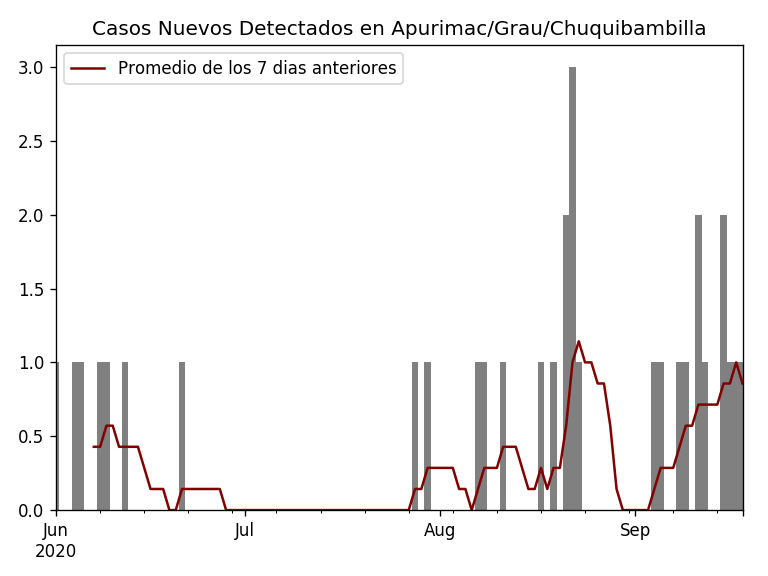 Casos Nuevos Detectados en Apurimac/Grau/Chuquibambilla
Promedio de los 7 dias anteriores
3.0
2.5
2.0
1.5
1.0
0.5
0.0
Jun Jul Aug Sep
2020